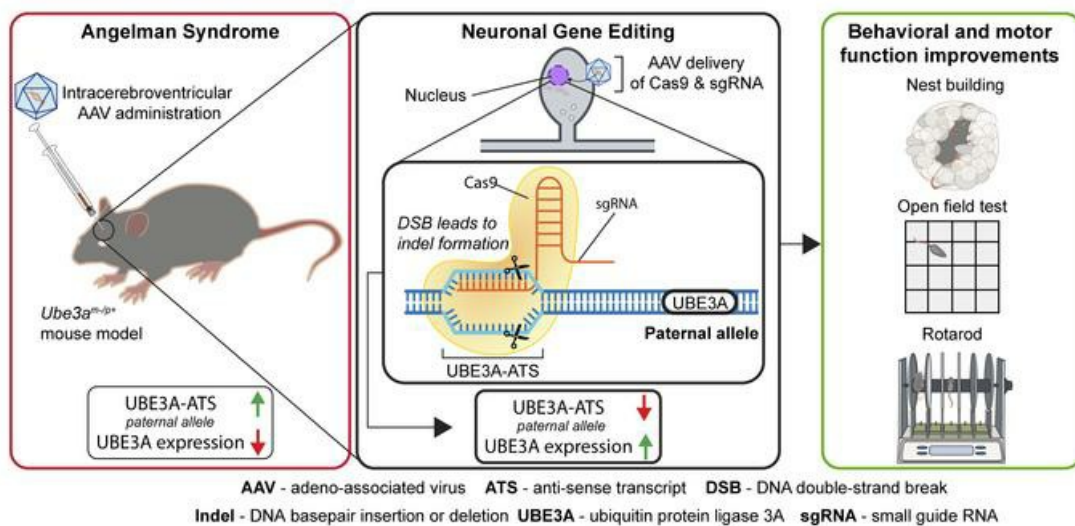 Angelman Syndrome
Intracerebroventricular
AAV administration
Ube3a^m-/p+
mouse model
UBE3A-ATS
paternal allele
UBE3A expression
Neuronal Gene Editing
Nucleus
AAV delivery
of Cas9 & sgRNA
Cas9
sgRNA
DSB leads to
indel formation
UBE3A
Paternal allele
UBE3A-ATS
UBE3A-ATS
paternal allele
UBE3A expression
Behavioral and motor
function improvements
Nest building
Open field test
Rotarod
AAV - adeno-associated virus ATS - anti-sense transcript DSB - DNA double-strand break
Indel - DNA basepair insertion or deletion UBE3A - ubiquitin protein ligase 3A sgRNA - small guide RNA